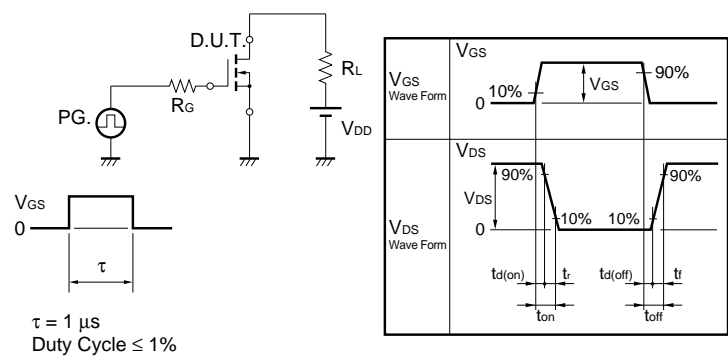 D.U.T.
RL
RG
PG.
VDD
VGS
0
τ
τ = 1 μs
Duty Cycle ≤ 1%
VGS
Wave Form
VGS
10%
0
VGS
90%
VDS
Wave Form
VDS
90%
VDS
0
10%
10%
90%
td(on)
tr
td(off)
tf
ton
toff